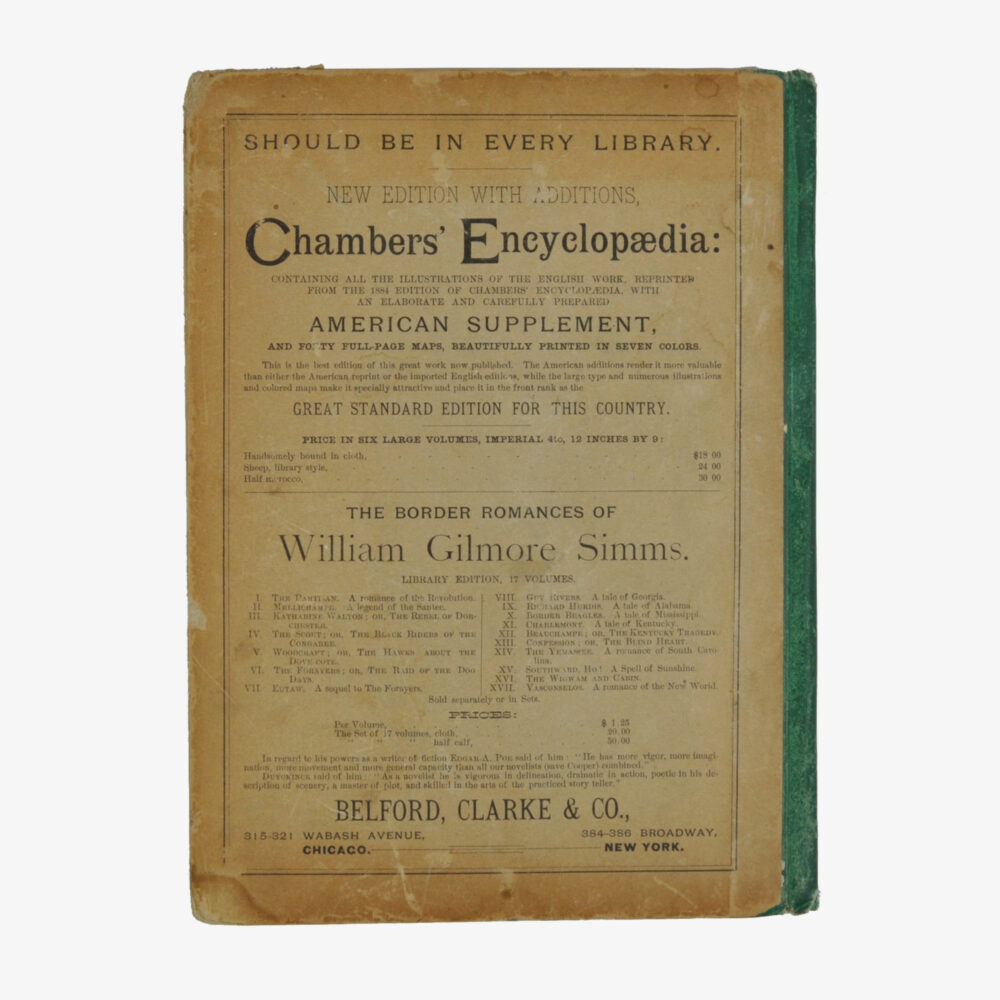 SHOULD BE IN EVERY LIBRARY.
NEW EDITION WITH ADDITIONS,
Chambers' Encyclopædia:
CONTAINING ALL THE ILLUSTRATIONS OF THE ENGLISH WORK, REPRINTED
FROM THE 1884 EDITION OF CHAMBERS' ENCYCLOPÆDIA, WITH
AN ELABORATE AND CAREFULLY PREPARED
AMERICAN SUPPLEMENT,
AND FORTY FULL-PAGE MAPS, BEAUTIFULLY PRINTED IN SEVEN COLORS.
This is the best edition of this great work now published. The American additions render it more valuable
than either the American reprint or the imported English editions, while the large type and numerous illustrations
and colored maps make it specially attractive and place it in the front rank as the
GREAT STANDARD EDITION FOR THIS COUNTRY.
PRICE IN SIX LARGE VOLUMES, IMPERIAL 4to, 12 INCHES BY 9:
Handsomely bound in cloth, $18 00
Sheep, library style, 24 00
Half morocco, 30 00
THE BORDER ROMANCES OF
William Gilmore Simms.
LIBRARY EDITION, 17 VOLUMES.
I. THE PARTISAN. A romance of the Revolution.
II. MELLICHAMPE. A legend of the Santee.
III. KATHARINE WALTON; OR, THE REBEL OF DOR-
CHESTER.
IV. THE SCOUT; OR, THE BLACK RIDERS OF THE
CONGAREE.
V. WOODCRAFT; OR, THE HAWKS ABOUT THE
DOVECOTE.
VI. THE FORAYERS; OR, THE RAID OF THE DOG
DAYS.
VII. EUTAW. A sequel to The Forayers.
VIII. GUY RIVERS. A tale of Georgia.
IX. RICHARD HURDIS. A tale of Alabama.
X. BORDER BEAGLES. A tale of Mississippi.
XI. CHARLEMONT. A tale of Kentucky.
XII. BEAUCHAMPE; OR, THE KENTUCKY TRAGEDY.
XIII. CONFESSION; OR, THE BLIND HEART.
XIV. THE YEMASSEE. A romance of South Caro-
lina.
XV. SOUTHWARD, HO! A Spell of Sunshine.
XVI. THE WIGWAM AND CABIN.
XVII. VASCONSELOS. A romance of the New World.
Sold separately or in Sets.
PRICES:
Per Volume, $ 1.25
The Set of 17 volumes, cloth, 20.00
" " " half calf, 50.00
In regard to his powers as a writer of fiction EDGAR A. POE said of him: "He has more vigor, more imagi-
nation, more movement and more general capacity than all our novelists (save Cooper) combined."
DUYCKINCK said of him: "As a novelist he is vigorous in delineation, dramatic in action, poetic in his de-
scription of scenery, a master of plot, and skilled in the arts of the practiced story teller."
BELFORD, CLARKE & CO.,
315-321 WABASH AVENUE, 384-386 BROADWAY,
CHICAGO. NEW YORK.